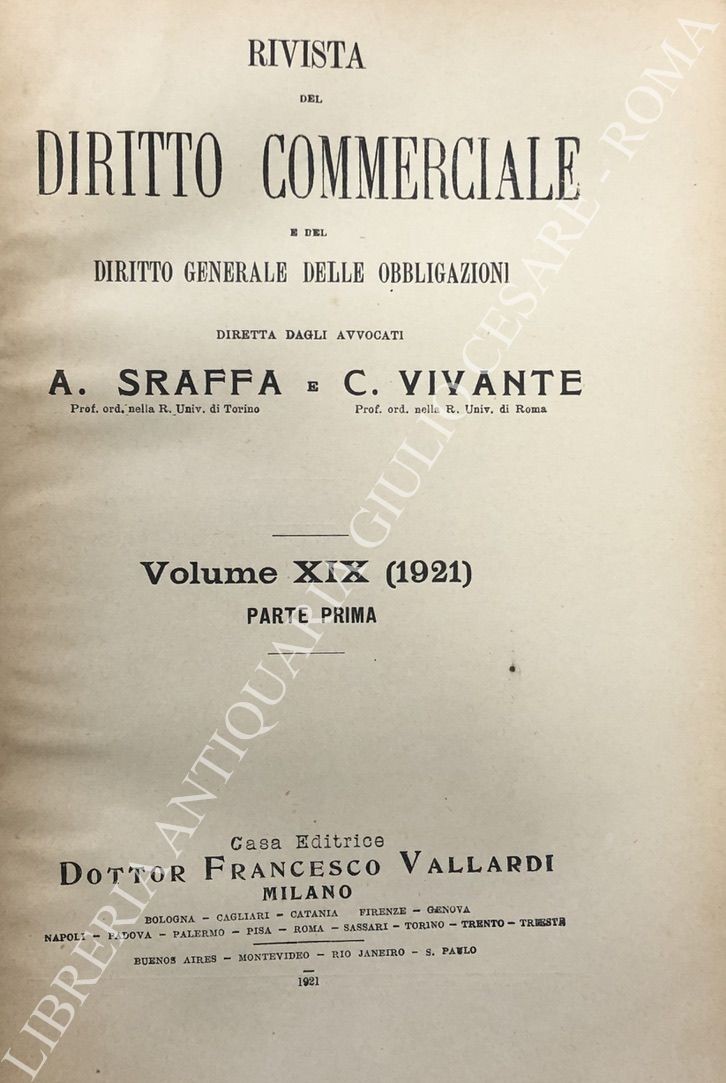 RIVISTA
DEL
DIRITTO COMMERCIALE
E DEL
DIRITTO GENERALE DELLE OBBLIGAZIONI
DIRETTA DAGLI AVVOCATI
A. SRAFFA E C. VIVANTE
Prof. ord. nella R. Univ. di Torino Prof. ord. nella R. Univ. di Roma
Volume XIX (1921)
PARTE PRIMA
Casa Editrice
DOTTOR FRANCESCO VALLARDI
MILANO
BOLOGNA - CAGLIARI - CATANIA FIRENZE - GENOVA
NAPOLI - PADOVA - PALERMO - PISA - ROMA - SASSARI - TORINO - TRENTO - TRIESTE
BUENOS AIRES - MONTEVIDEO - RIO JANEIRO - S. PAULO
1921
LIBRERIA ANTIQUARIA GIULIO CESARE - ROMA